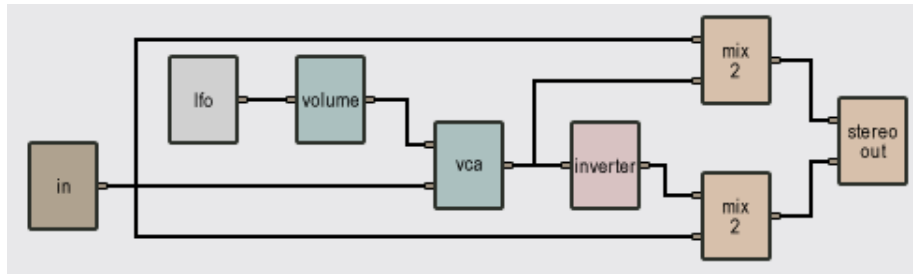 mix
2
lfo
volume
stereo
out
vca
inverter
in
mix
2